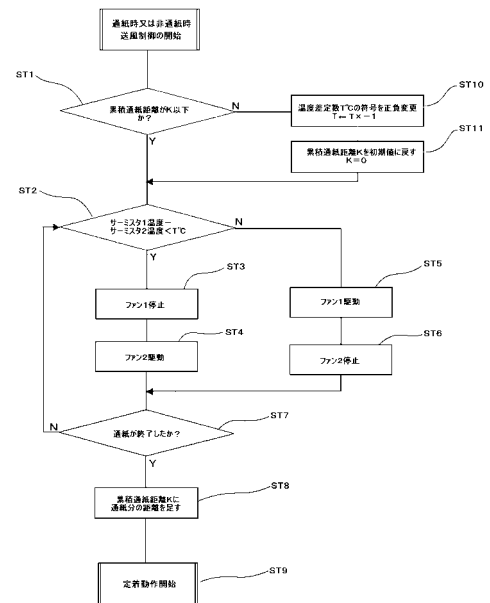 通紙時又は非通紙時
送風制御の開始
ST1
累積通紙距離がK以下
か?
N
Y
温度差定数T℃の符号を正負変更
T←T×-1
ST10
累積通紙距離Kを初期値に戻す
K=0
ST11
ST2
サーミスタ1温度-
サーミスタ2温度<T℃
N
Y
ST3
ファン1停止
ST4
ファン2駆動
ST5
ファン1駆動
ST6
ファン2停止
ST7
通紙が終了したか?
N
Y
ST8
累積通紙距離Kに
通紙分の距離を足す
ST9
定着動作開始